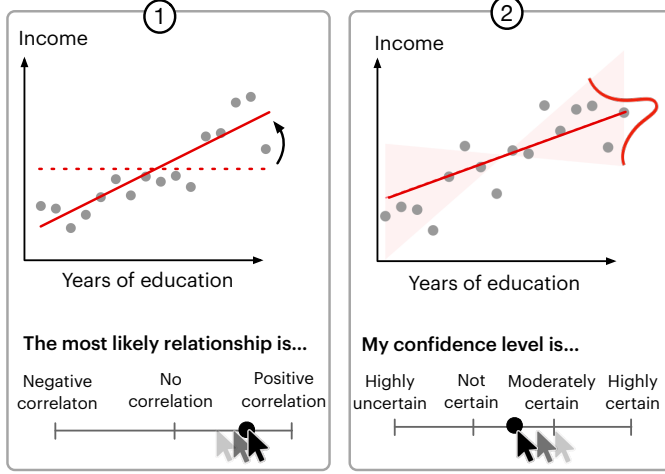 1
Income
Years of education
The most likely relationship is...
Negative
correlaton
No
correlation
Positive
correlation
2
Income
Years of education
My confidence level is...
Highly
uncertain
Not
certain
Moderately
certain
Highly
certain